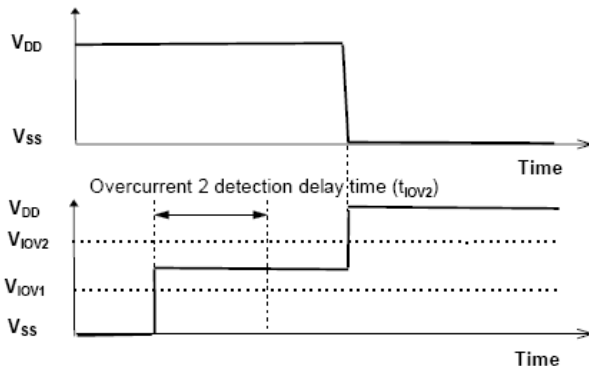 VDD
VSS
Time
Overcurrent 2 detection delay time (tIOV2)
VDD
VIOV2
VIOV1
VSS
Time